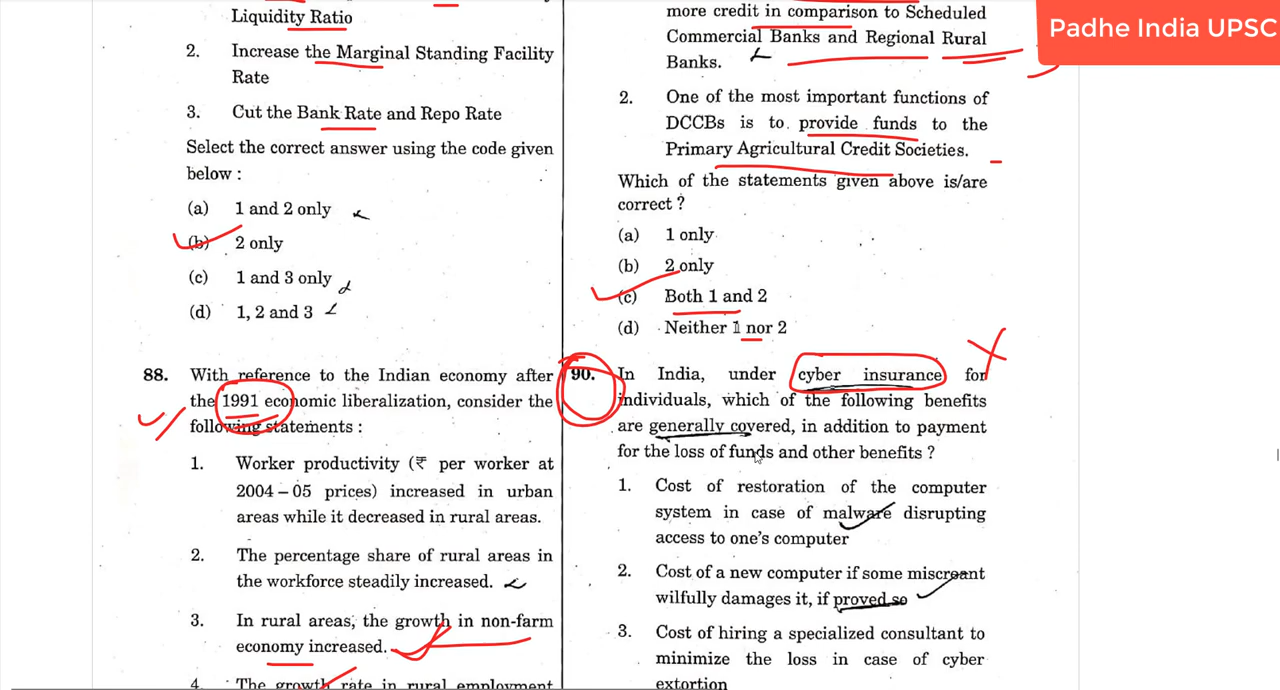 Liquidity Ratio
2. Increase the Marginal Standing Facility
Rate
3. Cut the Bank Rate and Repo Rate
Select the correct answer using the code given
below :
(a) 1 and 2 only
(b) 2 only
(c) 1 and 3 only
(d) 1, 2 and 3
88. With reference to the Indian economy after
the 1991 economic liberalization, consider the
following statements :
1. Worker productivity (₹ per worker at
2004 – 05 prices) increased in urban
areas while it decreased in rural areas.
2. The percentage share of rural areas in
the workforce steadily increased.
3. In rural areas, the growth in non-farm
economy increased.
4. The growth rate in rural employment
more credit in comparison to Scheduled
Commercial Banks and Regional Rural
Banks.
2. One of the most important functions of
DCCBs is to provide funds to the
Primary Agricultural Credit Societies.
Which of the statements given above is/are
correct ?
(a) 1 only
(b) 2 only
(c) Both 1 and 2
(d) Neither 1 nor 2
90. In India, under cyber insurance for
individuals, which of the following benefits
are generally covered, in addition to payment
for the loss of funds and other benefits ?
1. Cost of restoration of the computer
system in case of malware disrupting
access to one's computer
2. Cost of a new computer if some miscreant
wilfully damages it, if proved so
3. Cost of hiring a specialized consultant to
minimize the loss in case of cyber
extortion
Padhe India UPSC